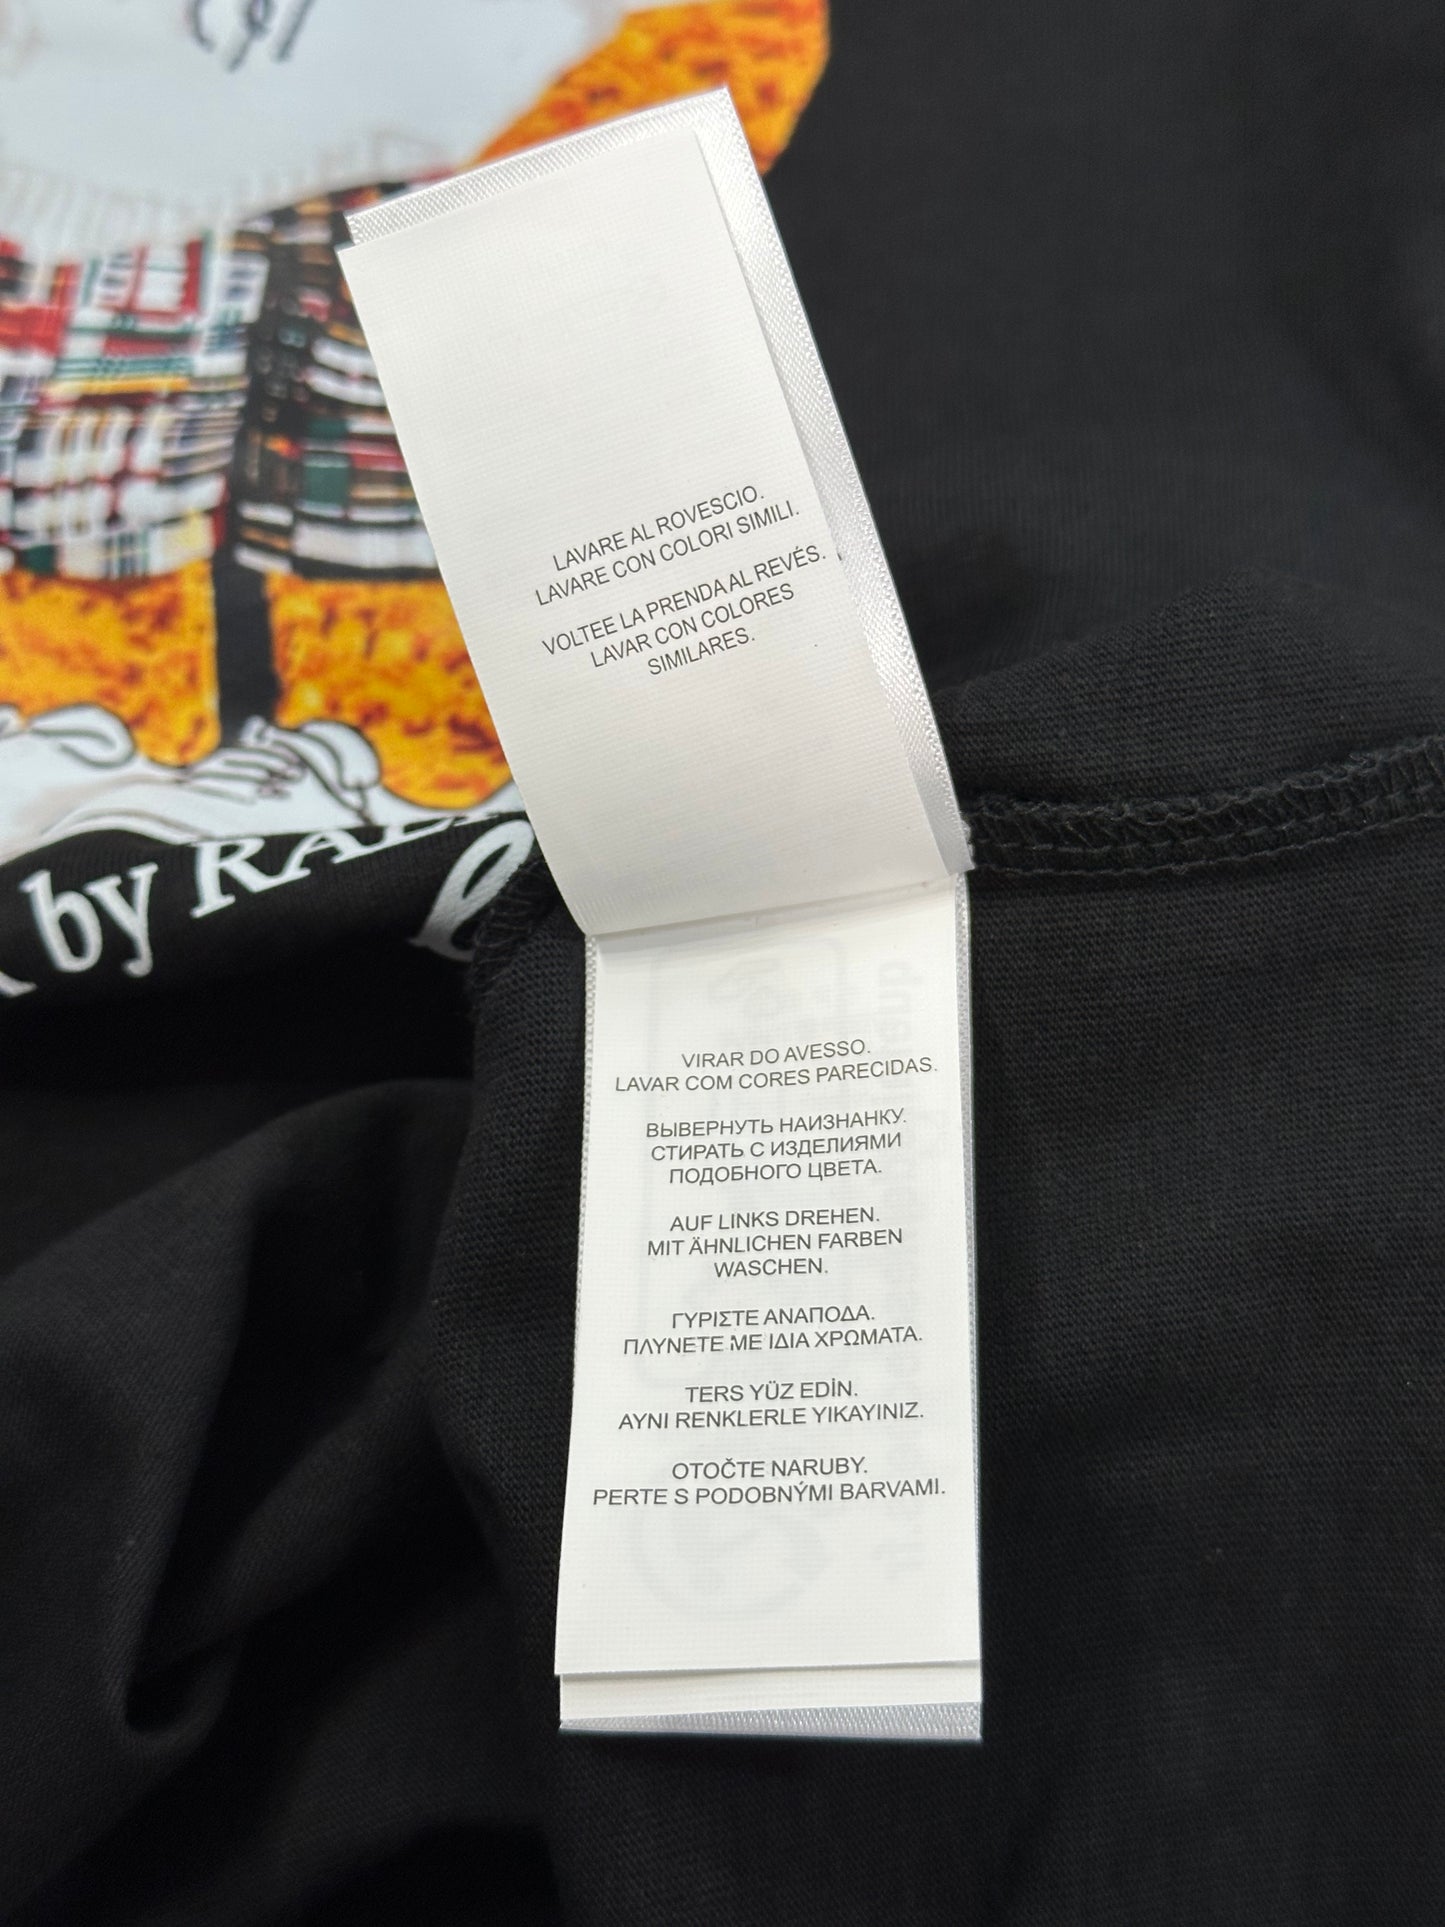 LAVARE AL ROVESCIO.
LAVARE CON COLORI SIMILI.
VOLTEE LA PRENDA AL REVÉS.
LAVAR CON COLORES
SIMILARES.
by RAL
VIRAR DO AVESSO.
LAVAR COM CORES PARECIDAS.
ВЫВЕРНУТЬ НАИЗНАНКУ.
СТИРАТЬ С ИЗДЕЛИЯМИ
ПОДОБНОГО ЦВЕТА.
AUF LINKS DREHEN.
MIT ÄHNLICHEN FARBEN
WASCHEN.
ΓΥΡΙΣΤΕ ΑΝΑΠΟΔΑ.
ΠΛΥΝΕΤΕ ΜΕ ΙΔΙΑ ΧΡΩΜΑΤΑ.
TERS YÜZ EDİN.
AYNI RENKLERLE YIKAYINIZ.
OTOČTE NARUBY.
PERTE S PODOBNÝMI BARVAMI.